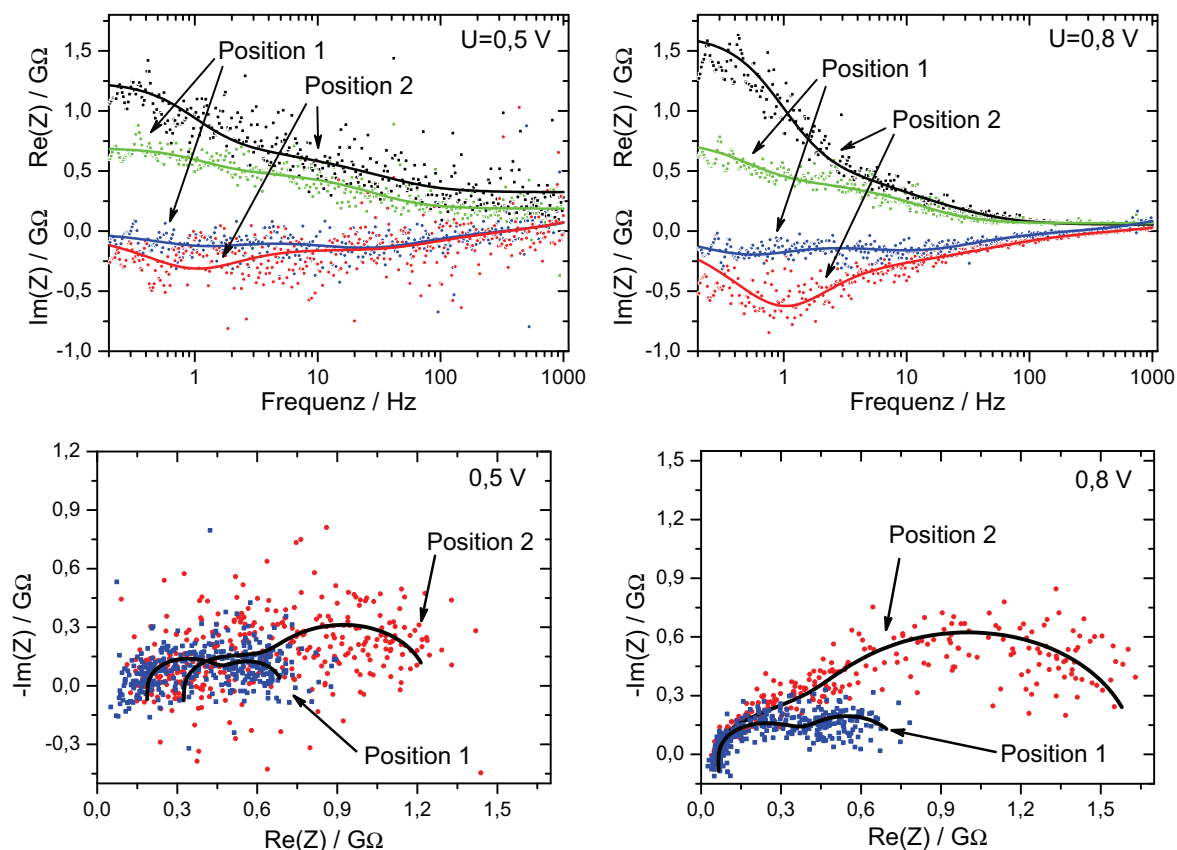 U=0,5 V
Position 1
Position 2
1,5
1,0
0,5
0,0
-0,5
-1,0
Re(Z) / GΩ
Im(Z) / GΩ
1
10
100
1000
Frequenz / Hz
U=0,8 V
Position 1
Position 2
1,5
1,0
0,5
0,0
-0,5
-1,0
Re(Z) / GΩ
Im(Z) / GΩ
1
10
100
1000
Frequenz / Hz
0,5 V
Position 2
Position 1
1,2
0,9
0,6
0,3
0,0
-0,3
-Im(Z) / GΩ
0,0
0,3
0,6
0,9
1,2
1,5
Re(Z) / GΩ
0,8 V
Position 2
Position 1
1,5
1,2
0,9
0,6
0,3
0,0
-Im(Z) / GΩ
0,0
0,3
0,6
0,9
1,2
1,5
Re(Z) / GΩ